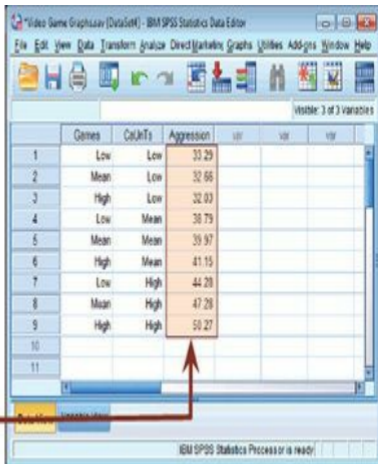 *Video Game Graphs.sav [DataSet4] - IBM SPSS Statistics Data Editor
File Edit View Data Transform Analyze Direct Marketing Graphs Utilities Add-ons Window Help
Visible: 3 of 3 Variables
Games CaUnTs Aggression var var var
1 Low Low 33.29
2 Mean Low 32.66
3 High Low 32.03
4 Low Mean 38.79
5 Mean Mean 39.97
6 High Mean 41.15
7 Low High 44.28
8 Mean High 47.28
9 High High 50.27
10
11
Data View Variable View
IBM SPSS Statistics Processor is ready